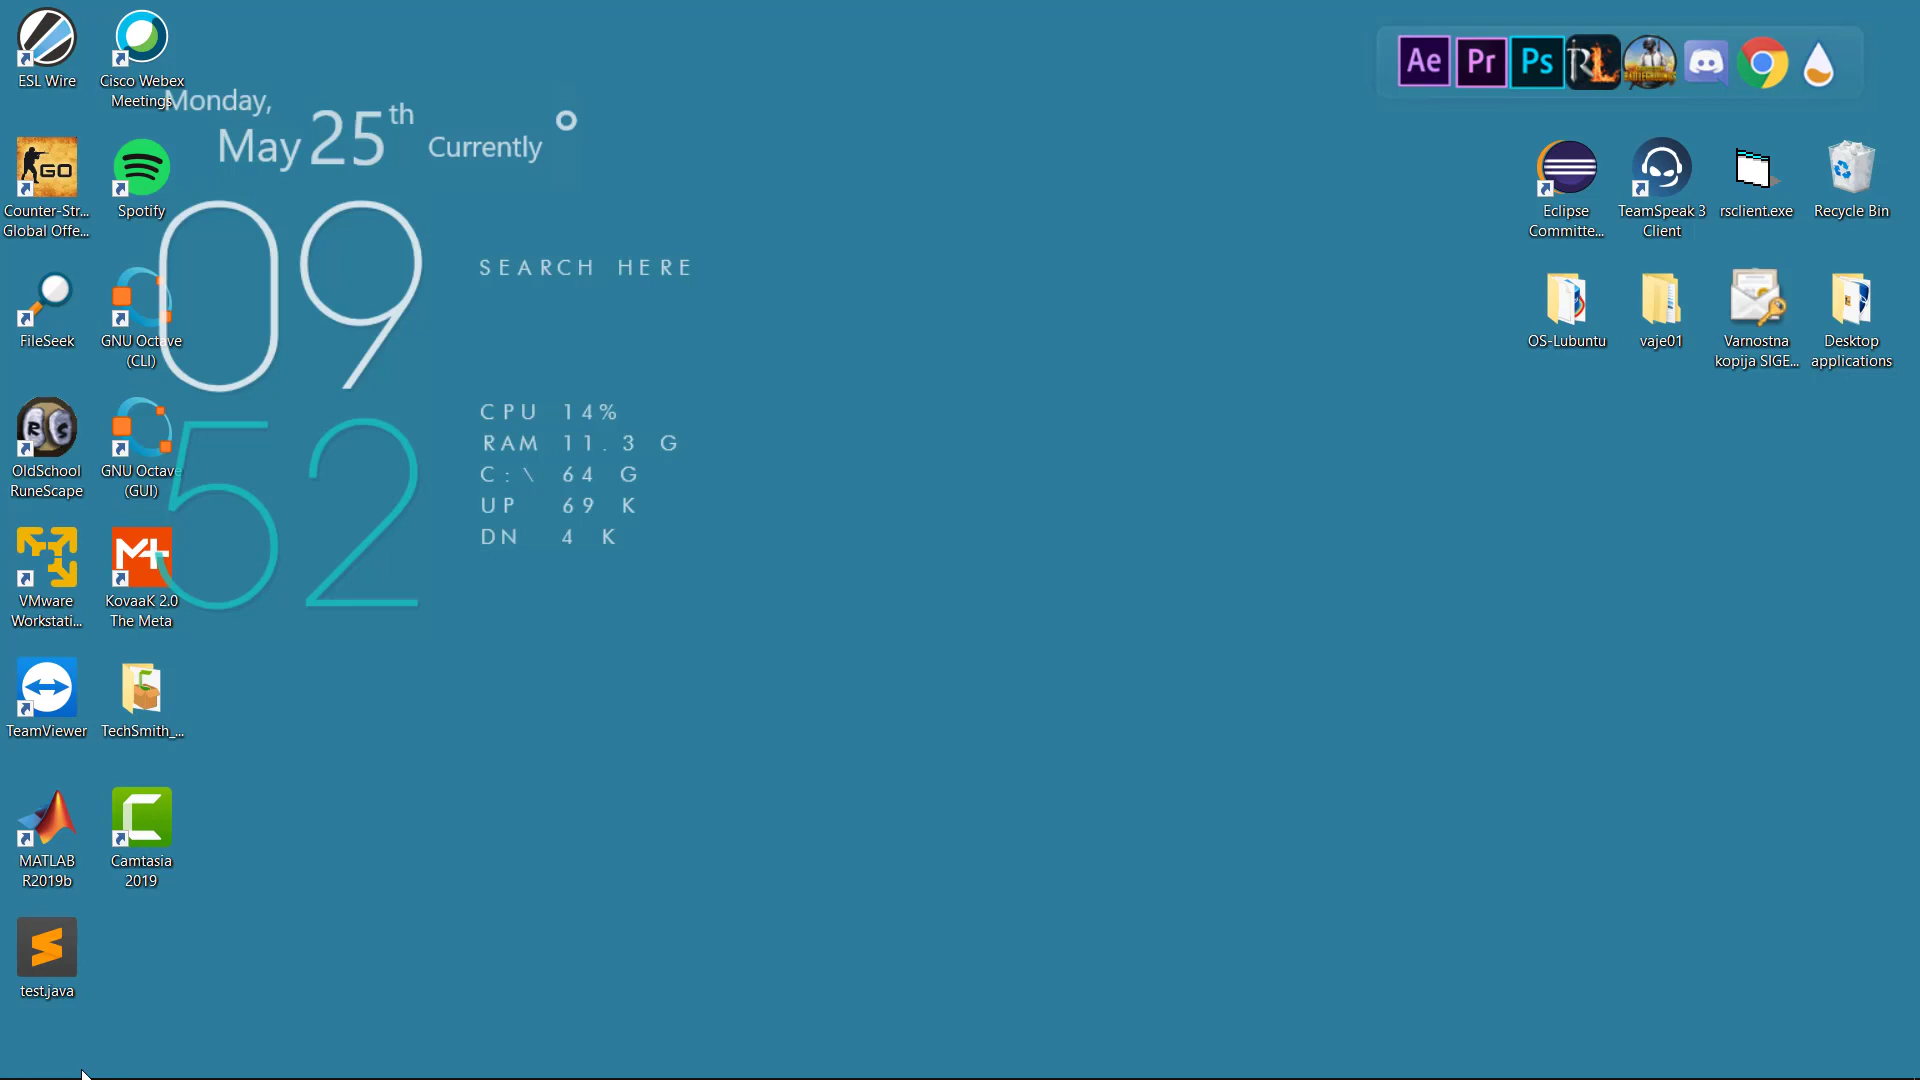 ESL Wire
Cisco Webex
Meetings
Counter-Str...
Global Offe...
Spotify
GO
FileSeek
GNU Octave
(CLI)
OldSchool
RuneScape
RS
GNU Octave
(GUI)
VMware
Workstati...
KovaaK 2.0
The Meta
M+
TeamViewer
TechSmith_...
MATLAB
R2019b
Camtasia
2019
test.java
Monday,
May 25th
Currently °
09
52
SEARCH HERE
CPU 14%
RAM 11.3 G
C:\ 64 G
UP 69 K
DN 4 K
Ae Pr Ps RL
Eclipse
Committe...
TeamSpeak 3
Client
rsclient.exe
Recycle Bin
OS-Lubuntu
vaje01
Varnostna
kopija SIGE...
Desktop
applications